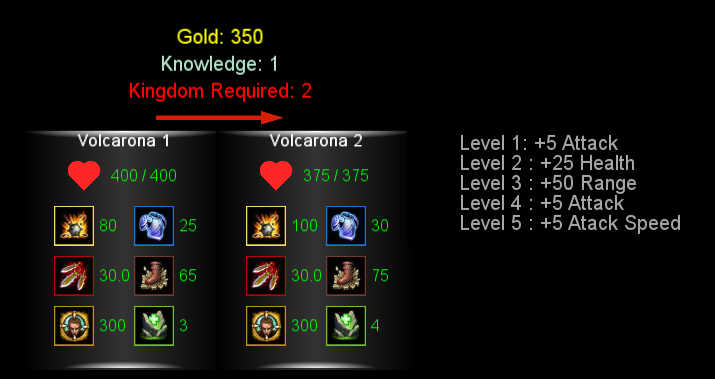 Gold: 350
Knowledge: 1
Kingdom Required: 2
Volcarona 1
400 / 400
80 25
30.0 65
300 3
Volcarona 2
375 / 375
100 30
30.0 75
300 4
Level 1: +5 Attack
Level 2 : +25 Health
Level 3 : +50 Range
Level 4 : +5 Attack
Level 5 : +5 Atack Speed